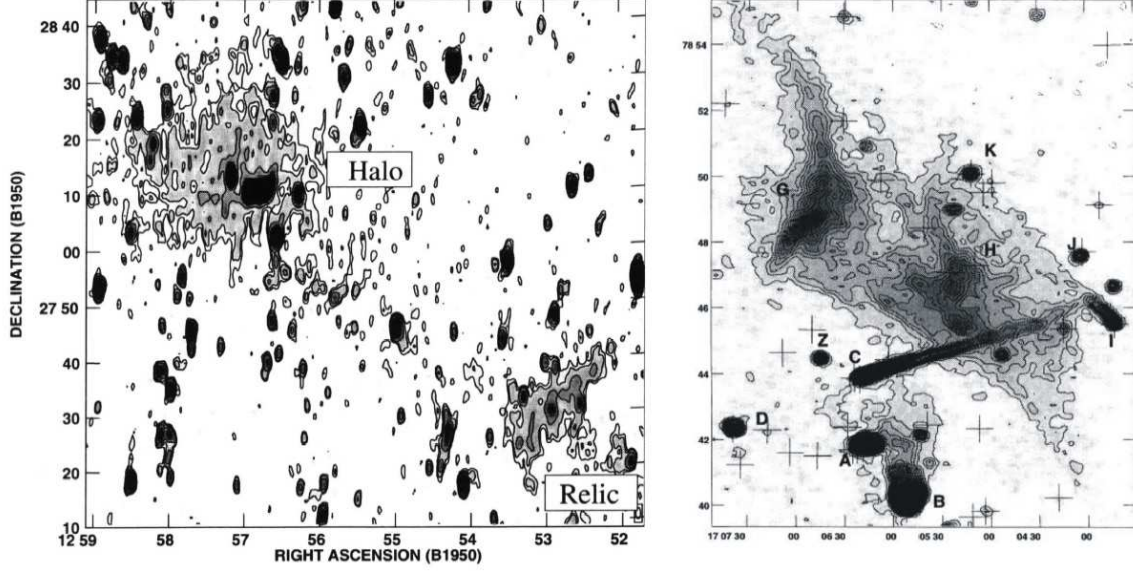 28 40
30
20
10
00
27 50
40
30
20
10
DECLINATION (B1950)
Halo
Relic
12 59 58 57 56 55 54 53 52
RIGHT ASCENSION (B1950)
78 54
52
50
48
46
44
42
40
K
G
H
J
Z
C
I
D
A
B
17 07 30 00 06 30 00 05 30 00 04 30 00